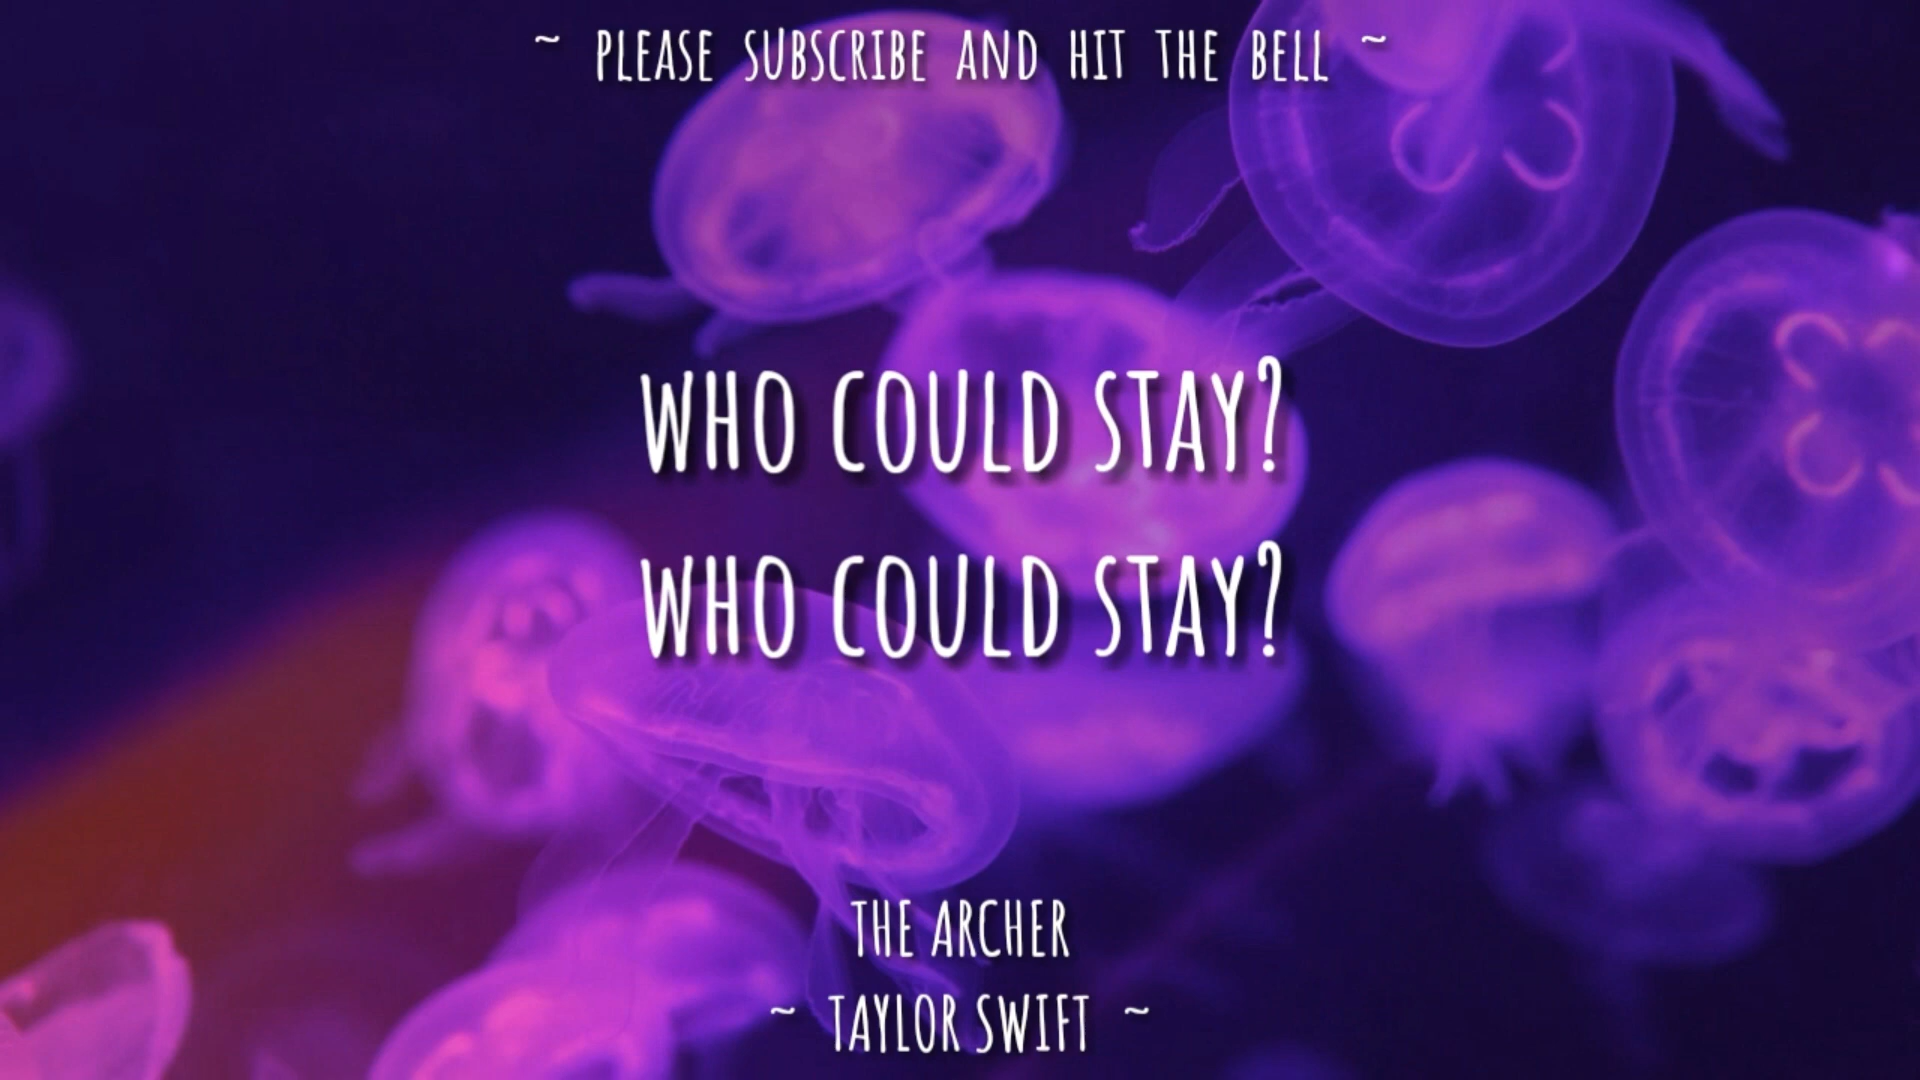 ~ PLEASE SUBSCRIBE AND HIT THE BELL ~
WHO COULD STAY?
WHO COULD STAY?
THE ARCHER
~ TAYLOR SWIFT ~